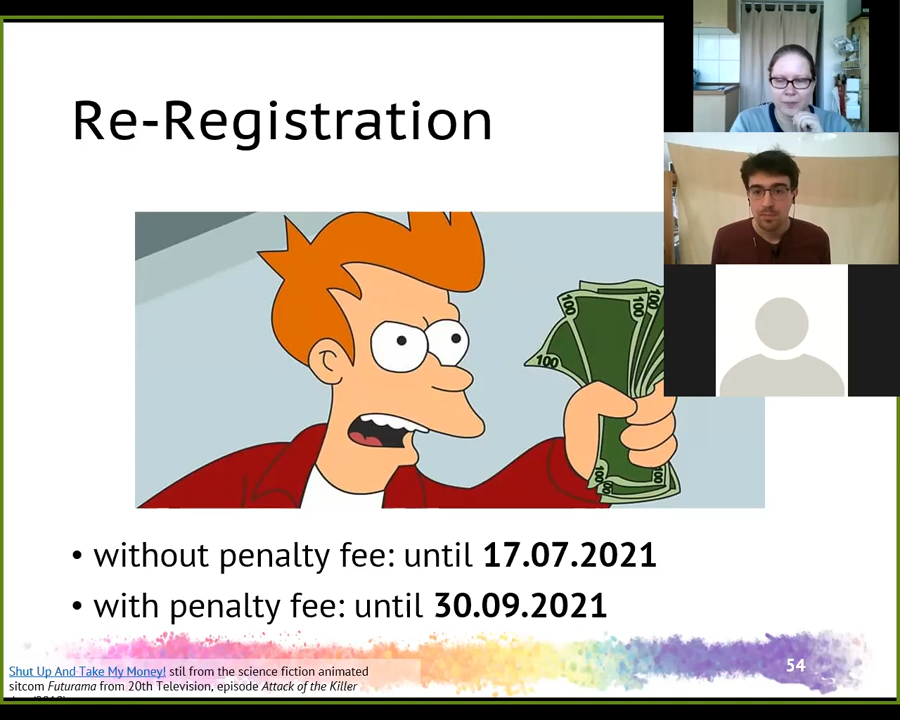 Re-Registration
100
100
100
100
100
100
100
• without penalty fee: until 17.07.2021
• with penalty fee: until 30.09.2021
54
Shut Up And Take My Money! stil from the science fiction animated
sitcom Futurama from 20th Television, episode Attack of the Killer